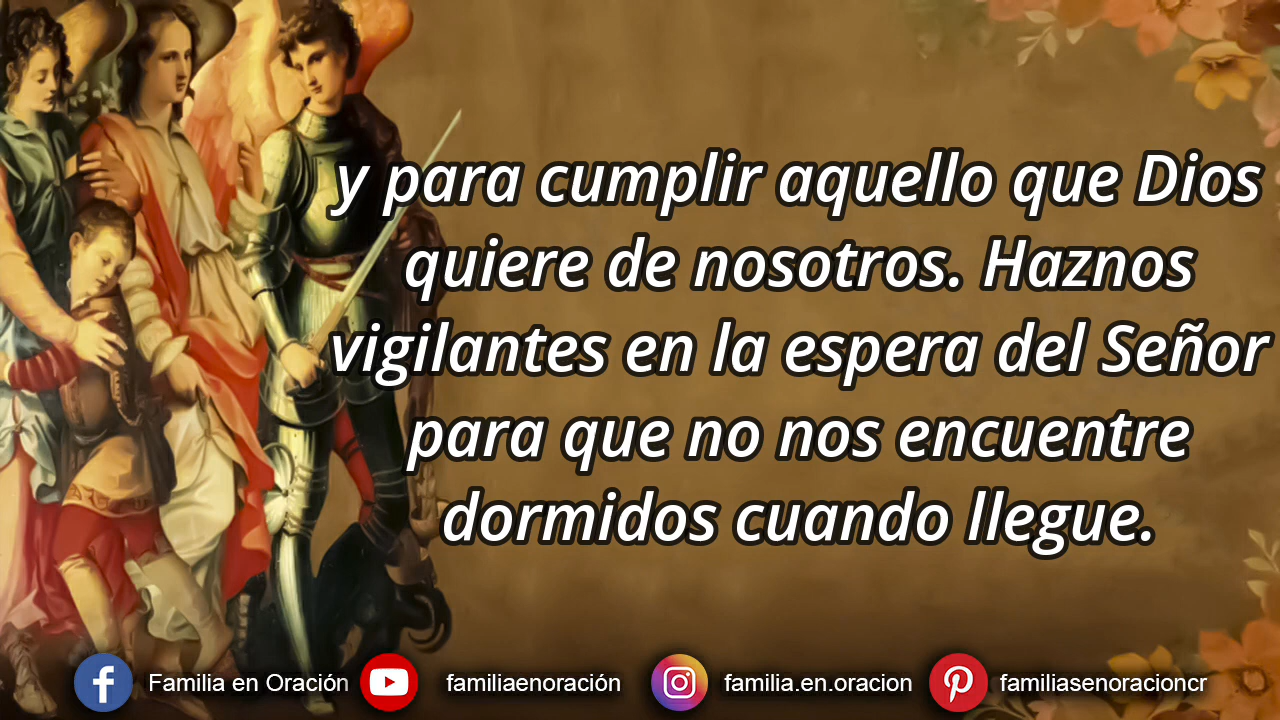 y para cumplir aquello que Dios
quiere de nosotros. Haznos
vigilantes en la espera del Señor
para que no nos encuentre
dormidos cuando llegue.
Familia en Oración familiaenoración familia.en.oracion familiasenoracioncr